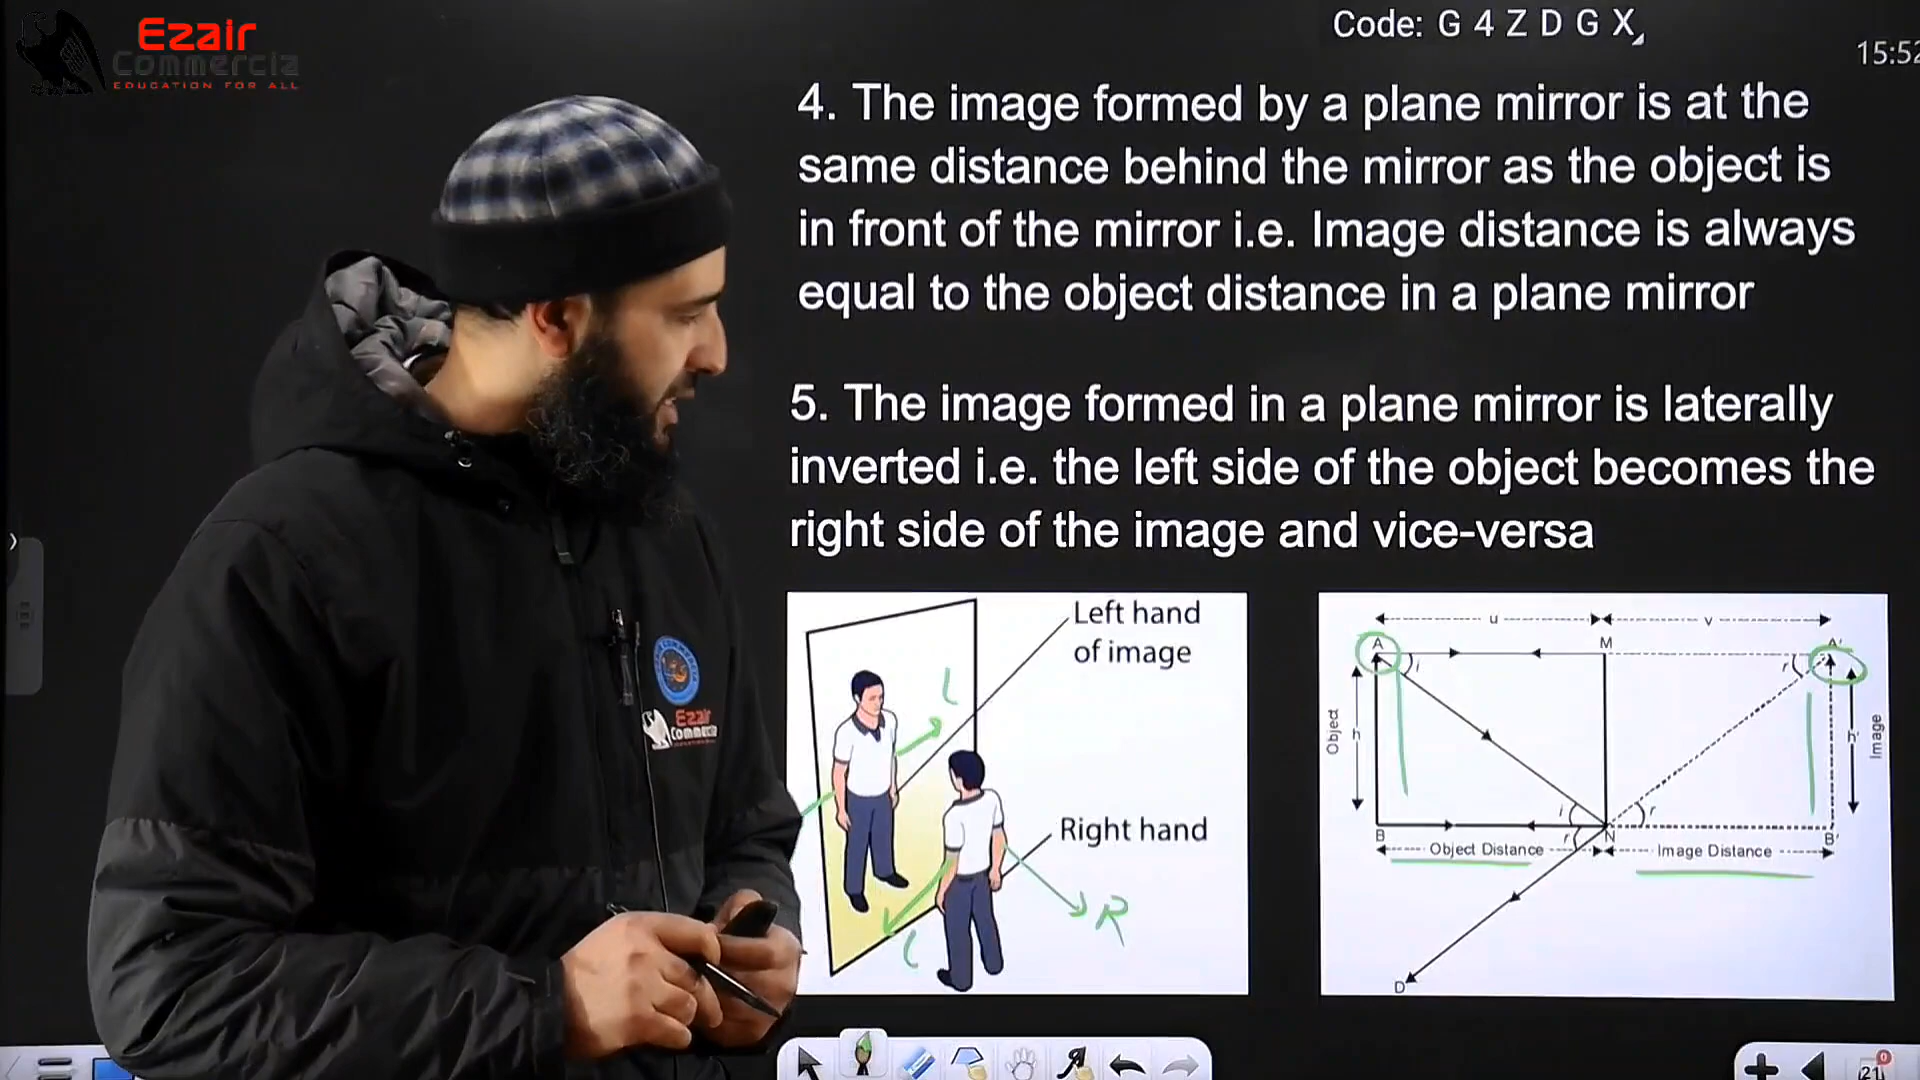 Ezair
Commercia
EDUCATION FOR ALL
Code: G 4 Z D G X
15:52
4. The image formed by a plane mirror is at the
same distance behind the mirror as the object is
in front of the mirror i.e. Image distance is always
equal to the object distance in a plane mirror
5. The image formed in a plane mirror is laterally
inverted i.e. the left side of the object becomes the
right side of the image and vice-versa
Left hand
of image
L
Right hand
R
L
u
v
A
M
A'
i
r
Object
h
h'
Image
i
r
r
B
N
B'
Object Distance
Image Distance
D
Ezair
Commercia
21
0